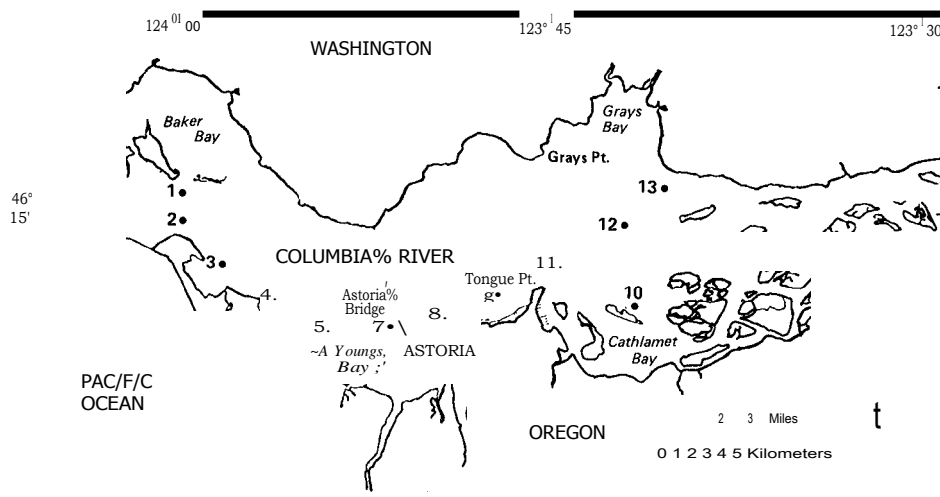 124 01 00
123° 1 45
123° 1 30
WASHINGTON
Baker
Bay
Grays
Bay
Grays Pt.
46°
15'
1
2
3
4.
13
12
COLUMBIA% RIVER
11.
Tongue Pt.
g
10
'
Astoria%
Bridge
8.
5.
7
\
~A Youngs,
Bay ;'
ASTORIA
Cathlamet
Bay
PAC/F/C
OCEAN
OREGON
2 3 Miles
t
0 1 2 3 4 5 Kilometers